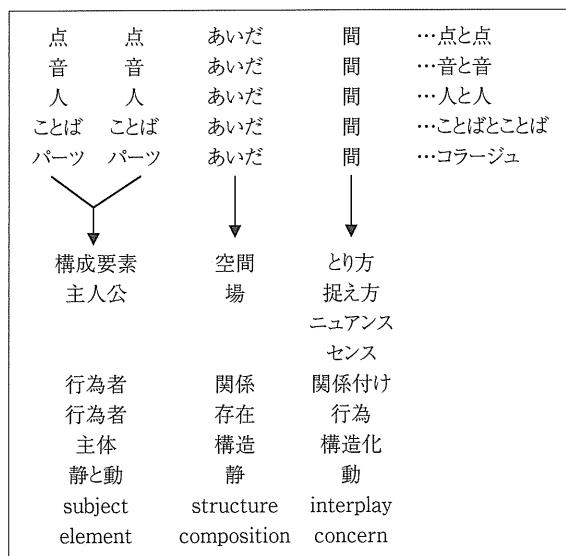 点 点 あいだ 間 …点と点
音 音 あいだ 間 …音と音
人 人 あいだ 間 …人と人
ことば ことば あいだ 間 …ことばとことば
パーツ パーツ あいだ 間 …コラージュ
構成要素 空間 とり方
主人公 場 捉え方
ニュアンス
センス
行為者 関係 関係付け
行為者 存在 行為
主体 構造 構造化
静と動 静 動
subject structure interplay
element composition concern